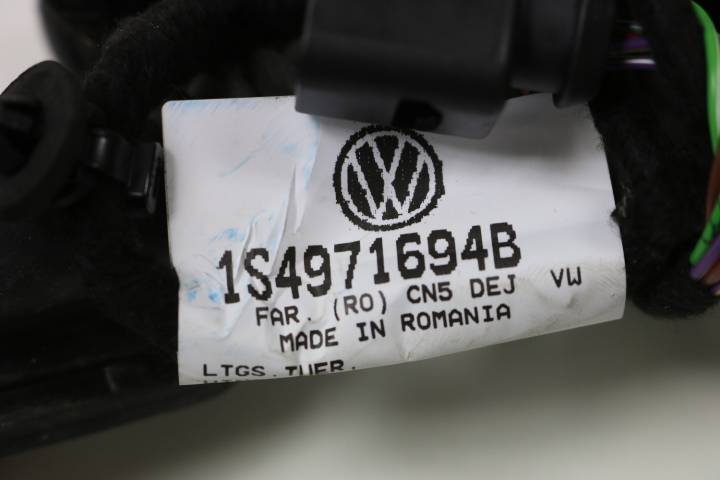 1S4971694B
FAR. (RO) CN5 DEJ VW
MADE IN ROMANIA
LTGS.TUER.